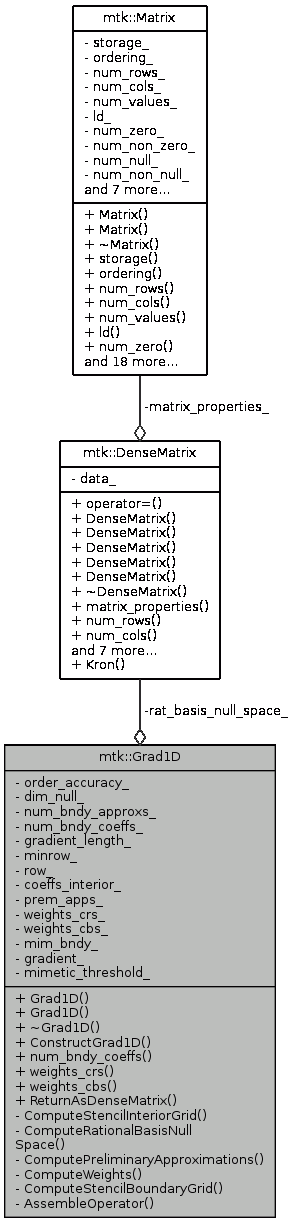 mtk::Matrix
- storage_
- ordering_
- num_rows_
- num_cols_
- num_values_
- ld_
- num_zero_
- num_non_zero_
- num_null_
- num_non_null_
and 7 more...
+ Matrix()
+ Matrix()
+ ~Matrix()
+ storage()
+ ordering()
+ num_rows()
+ num_cols()
+ num_values()
+ ld()
+ num_zero()
and 18 more...
-matrix_properties_
mtk::DenseMatrix
- data_
+ operator=()
+ DenseMatrix()
+ DenseMatrix()
+ DenseMatrix()
+ DenseMatrix()
+ DenseMatrix()
+ ~DenseMatrix()
+ matrix_properties()
+ num_rows()
+ num_cols()
and 7 more...
+ Kron()
-rat_basis_null_space_
mtk::Grad1D
- order_accuracy_
- dim_null_
- num_bndy_approxs_
- num_bndy_coeffs_
- gradient_length_
- minrow_
- row_
- coeffs_interior_
- prem_apps_
- weights_crs_
- weights_cbs_
- mim_bndy_
- gradient_
- mimetic_threshold_
+ Grad1D()
+ Grad1D()
+ ~Grad1D()
+ ConstructGrad1D()
+ num_bndy_coeffs()
+ weights_crs()
+ weights_cbs()
+ ReturnAsDenseMatrix()
- ComputeStencilInteriorGrid()
- ComputeRationalBasisNull
Space()
- ComputePreliminaryApproximations()
- ComputeWeights()
- ComputeStencilBoundaryGrid()
- AssembleOperator()